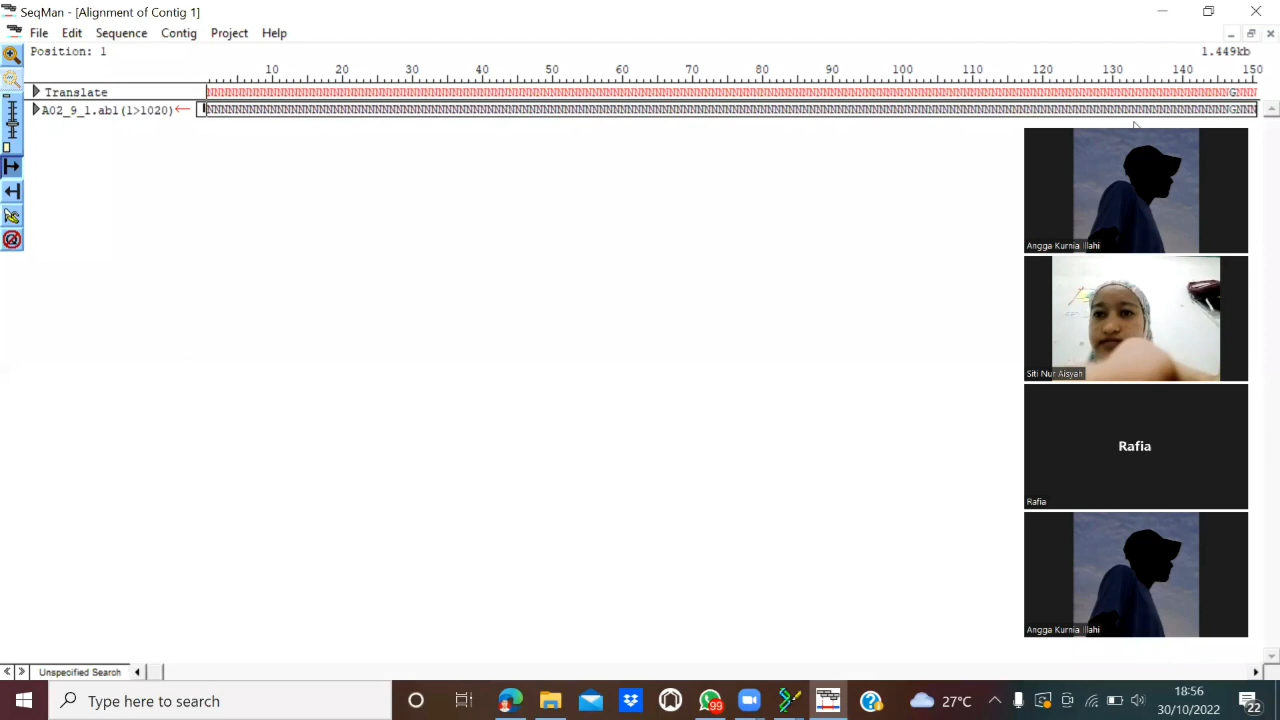 SeqMan - [Alignment of Contig 1]
File Edit Sequence Contig Project Help
Position: 1
1.449kb
10 20 30 40 50 60 70 80 90 100 110 120 130 140 150
Translate
A02_9_1.ab1(1>1020)
Angga Kurnia Illahi
Siti Nur Aisyah
Rafia
Rafia
Angga Kurnia Illahi
Unspecified Search
Type here to search
99
27°C
18:56
30/10/2022
22